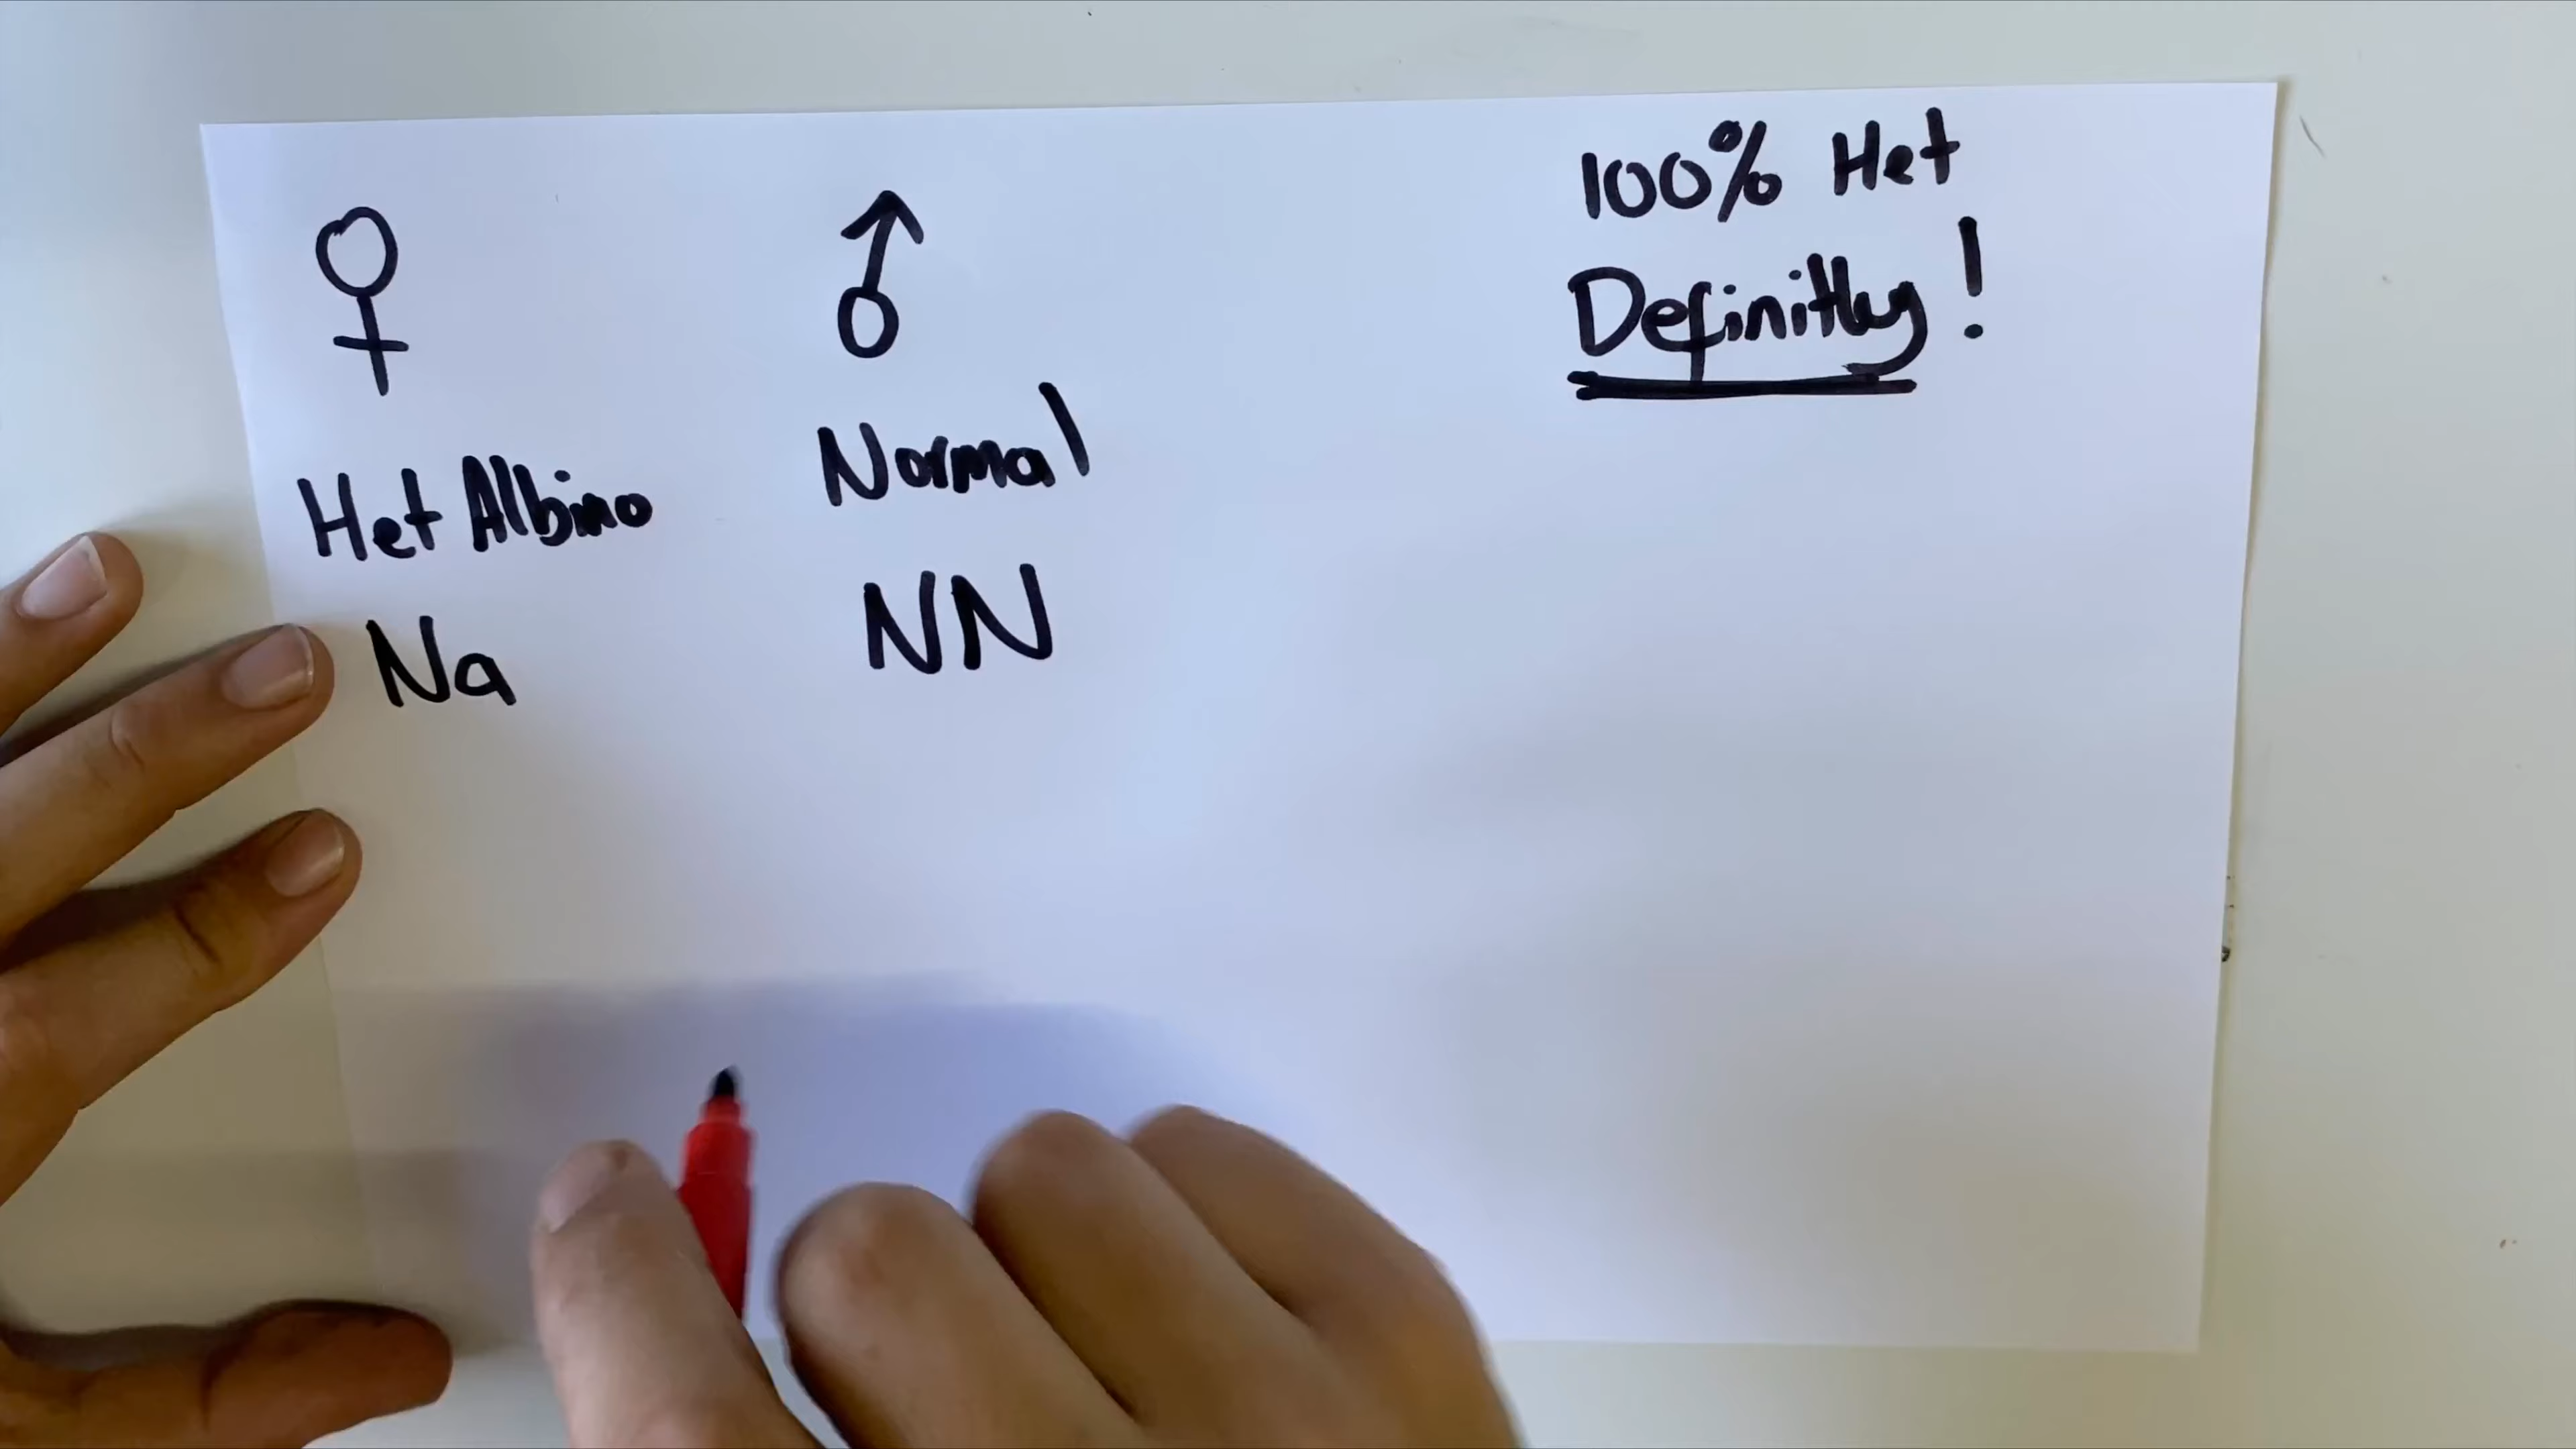 ♀
Het Albino
Na
♂
Normal
NN
100% Het
Definitly!